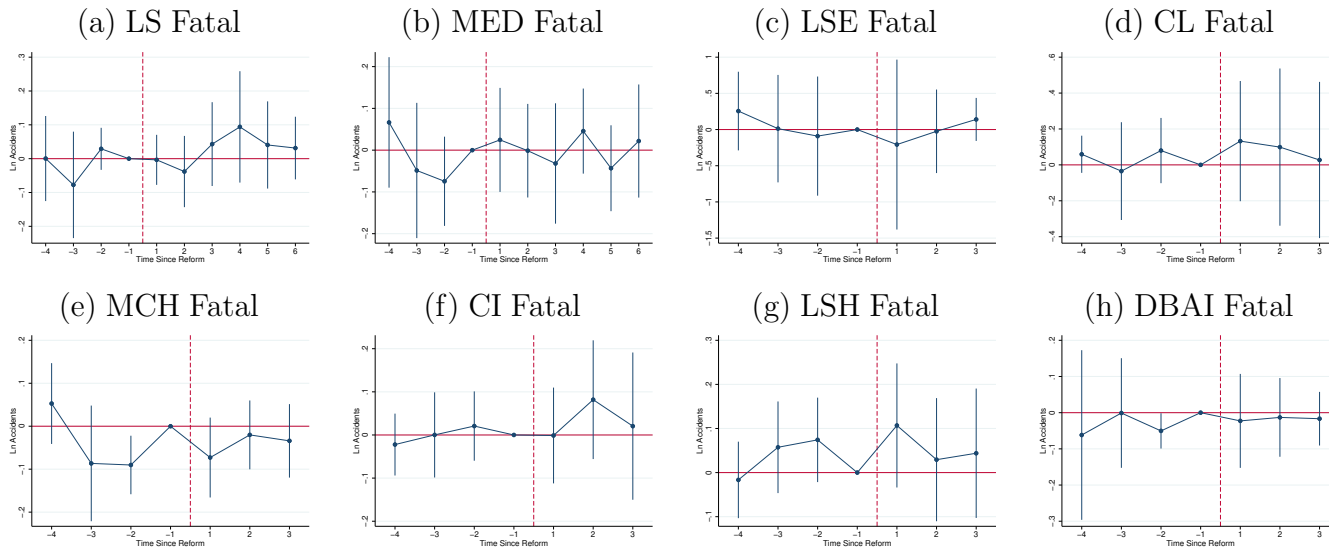 (a) LS Fatal
(b) MED Fatal
(c) LSE Fatal
(d) CL Fatal
Ln Accidents
.3
.2
.1
0
-.1
-.2
-4 -3 -2 -1 1 2 3 4 5 6
Time Since Reform
Ln Accidents
.2
.1
0
-.1
-.2
-4 -3 -2 -1 1 2 3 4 5 6
Time Since Reform
Ln Accidents
1
.5
0
-.5
-1
-1.5
-4 -3 -2 -1 1 2 3
Time Since Reform
Ln Accidents
.6
.4
.2
0
-.2
-.4
-4 -3 -2 -1 1 2 3
Time Since Reform
(e) MCH Fatal
(f) CI Fatal
(g) LSH Fatal
(h) DBAI Fatal
Ln Accidents
.2
.1
0
-.1
-.2
-4 -3 -2 -1 1 2 3
Time Since Reform
Ln Accidents
.2
.1
0
-.1
-.2
-4 -3 -2 -1 1 2 3
Time Since Reform
Ln Accidents
.3
.2
.1
0
-.1
-4 -3 -2 -1 1 2 3
Time Since Reform
Ln Accidents
.2
.1
0
-.1
-.2
-.3
-4 -3 -2 -1 1 2 3
Time Since Reform